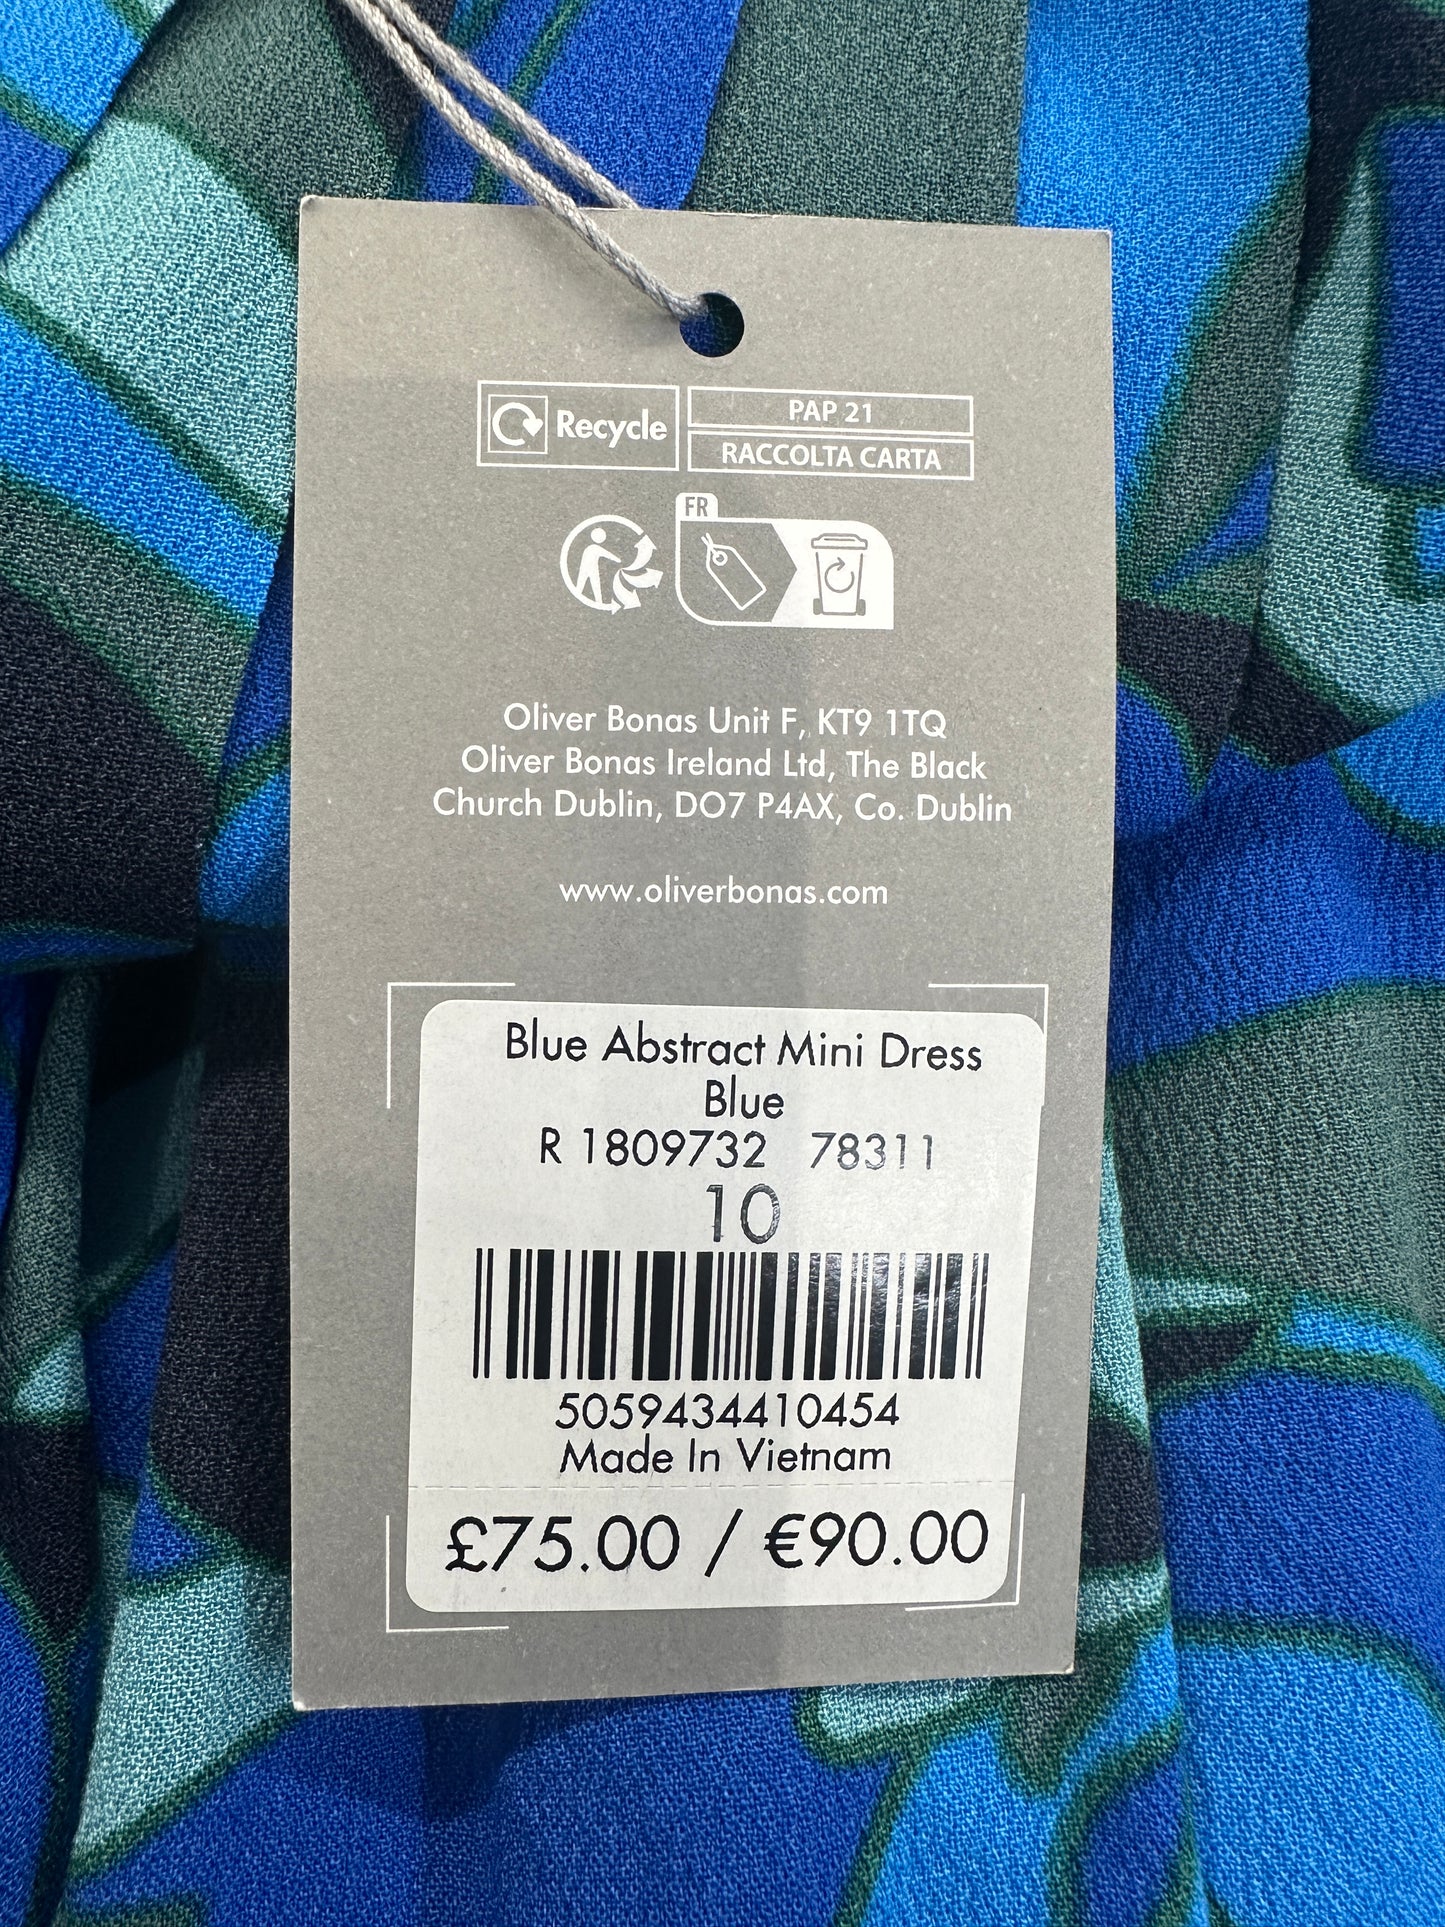 Recycle
PAP 21
RACCOLTA CARTA
FR
Oliver Bonas Unit F, KT9 1TQ
Oliver Bonas Ireland Ltd, The Black
Church Dublin, DO7 P4AX, Co. Dublin
www.oliverbonas.com
Blue Abstract Mini Dress
Blue
R 1809732 78311
10
5059434410454
Made In Vietnam
£75.00 / €90.00